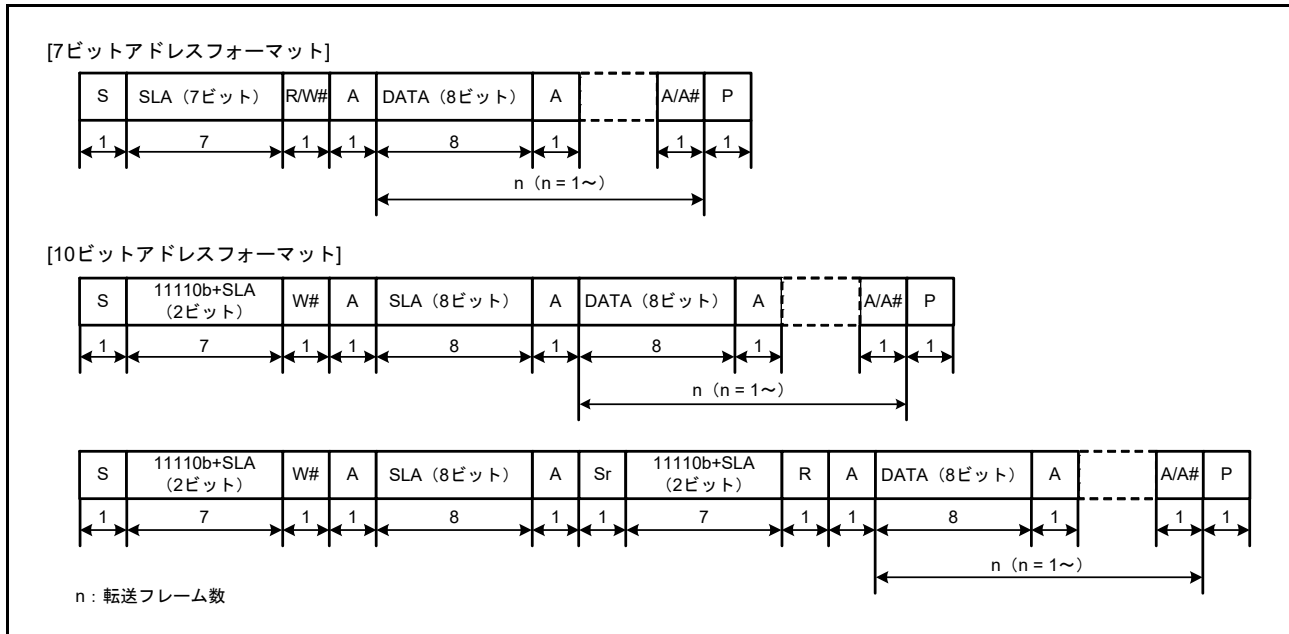 [7ビットアドレスフォーマット]
S SLA（7ビット） R/W# A DATA（8ビット） A A/A# P
1 7 1 1 8 1 1 1
n（n = 1～）
[10ビットアドレスフォーマット]
S 11110b+SLA（2ビット） W# A SLA（8ビット） A DATA（8ビット） A A/A# P
1 7 1 1 8 1 8 1 1 1
n（n = 1～）
S 11110b+SLA（2ビット） W# A SLA（8ビット） A Sr 11110b+SLA（2ビット） R A DATA（8ビット） A A/A# P
1 7 1 1 8 1 1 7 1 1 8 1 1 1
n（n = 1～）
n：転送フレーム数